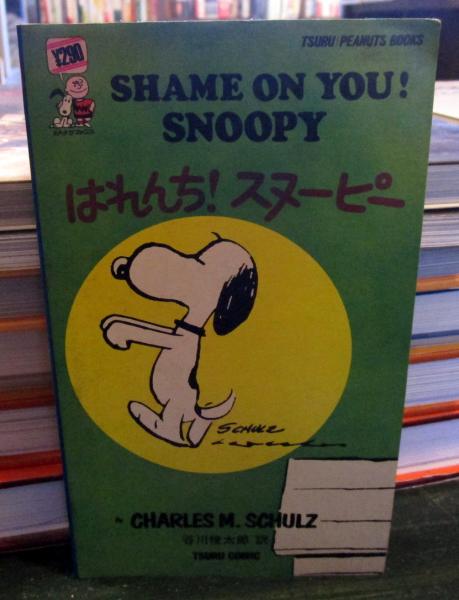 TSURU PEANUTS BOOKS
¥290
SHAME ON YOU!
SNOOPY
はれんち! スヌーピー
SCHULZ
by CHARLES M. SCHULZ
谷川俊太郎 訳
TSURU COMIC